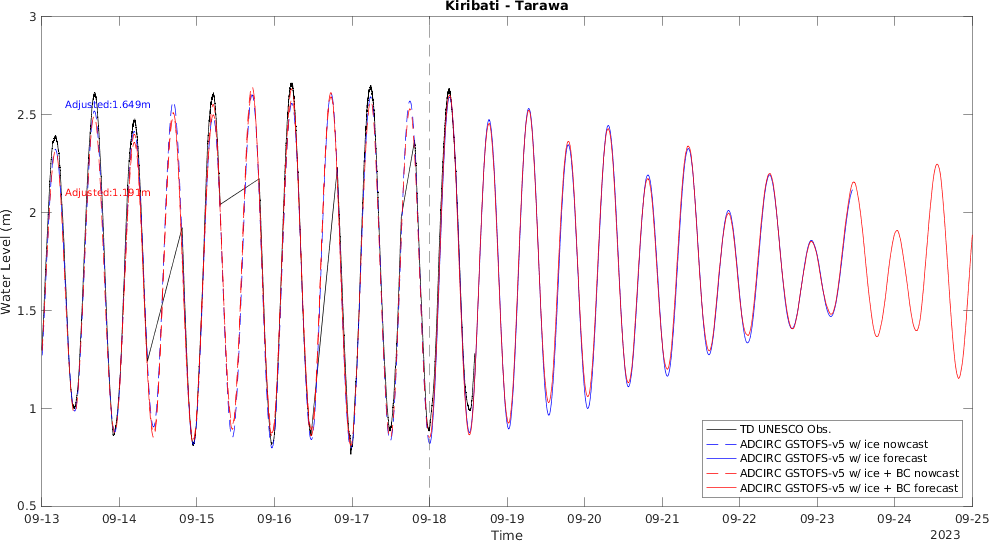 Kiribati - Tarawa
3
Adjusted:1.649m
2.5
Adjusted:1.191m
2
Water Level (m)
1.5
1
TD UNESCO Obs.
ADCIRC GSTOFS-v5 w/ ice nowcast
ADCIRC GSTOFS-v5 w/ ice forecast
ADCIRC GSTOFS-v5 w/ ice + BC nowcast
ADCIRC GSTOFS-v5 w/ ice + BC forecast
0.5
09-13 09-14 09-15 09-16 09-17 09-18 09-19 09-20 09-21 09-22 09-23 09-24 09-25
Time
2023